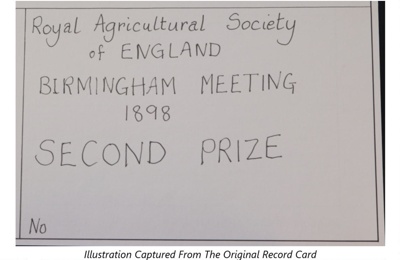 Royal Agricultural Society
of ENGLAND
BIRMINGHAM MEETING
1898
SECOND PRIZE
No
Illustration Captured From The Original Record Card